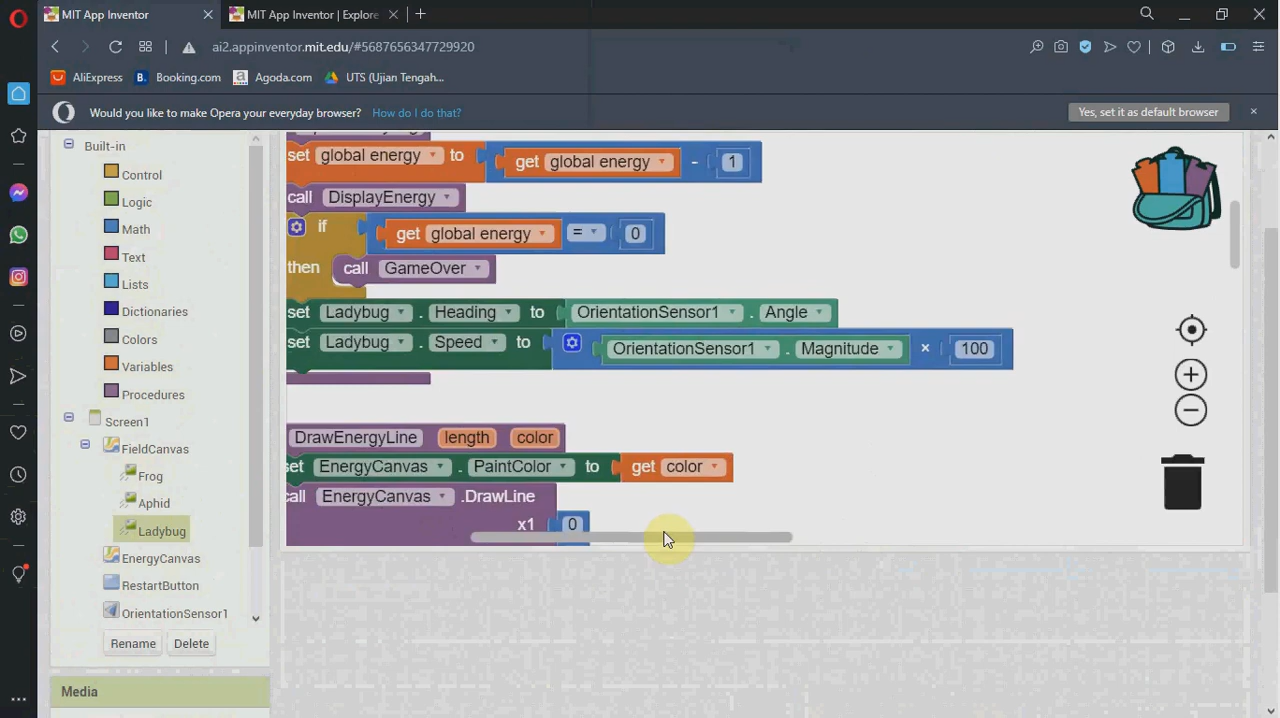 MIT App Inventor
MIT App Inventor | Explore
ai2.appinventor.mit.edu/#5687656347729920
AliExpress
B. Booking.com
a Agoda.com
UTS (Ujian Tengah...
Would you like to make Opera your everyday browser? How do I do that?
Yes, set it as default browser
Built-in
Control
Logic
Math
Text
Lists
Dictionaries
Colors
Variables
Procedures
Screen1
FieldCanvas
Frog
Aphid
Ladybug
EnergyCanvas
RestartButton
OrientationSensor1
Rename Delete
Media
set global energy to get global energy - 1
call DisplayEnergy
if get global energy = 0
then call GameOver
set Ladybug . Heading to OrientationSensor1 . Angle
set Ladybug . Speed to OrientationSensor1 . Magnitude × 100
DrawEnergyLine length color
set EnergyCanvas . PaintColor to get color
call EnergyCanvas .DrawLine
x1 0